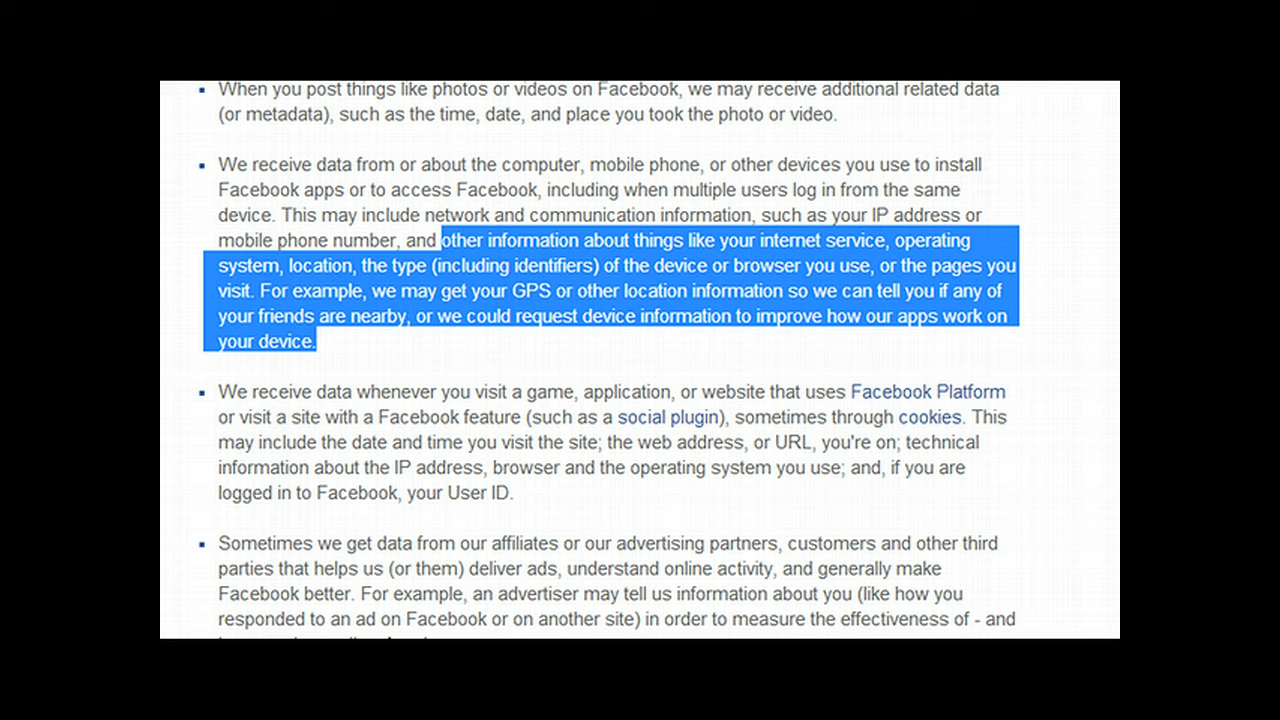 When you post things like photos or videos on Facebook, we may receive additional related data
(or metadata), such as the time, date, and place you took the photo or video.
We receive data from or about the computer, mobile phone, or other devices you use to install
Facebook apps or to access Facebook, including when multiple users log in from the same
device. This may include network and communication information, such as your IP address or
mobile phone number, and other information about things like your internet service, operating
system, location, the type (including identifiers) of the device or browser you use, or the pages you
visit. For example, we may get your GPS or other location information so we can tell you if any of
your friends are nearby, or we could request device information to improve how our apps work on
your device.
We receive data whenever you visit a game, application, or website that uses Facebook Platform
or visit a site with a Facebook feature (such as a social plugin), sometimes through cookies. This
may include the date and time you visit the site; the web address, or URL, you're on; technical
information about the IP address, browser and the operating system you use; and, if you are
logged in to Facebook, your User ID.
Sometimes we get data from our affiliates or our advertising partners, customers and other third
parties that helps us (or them) deliver ads, understand online activity, and generally make
Facebook better. For example, an advertiser may tell us information about you (like how you
responded to an ad on Facebook or on another site) in order to measure the effectiveness of - and